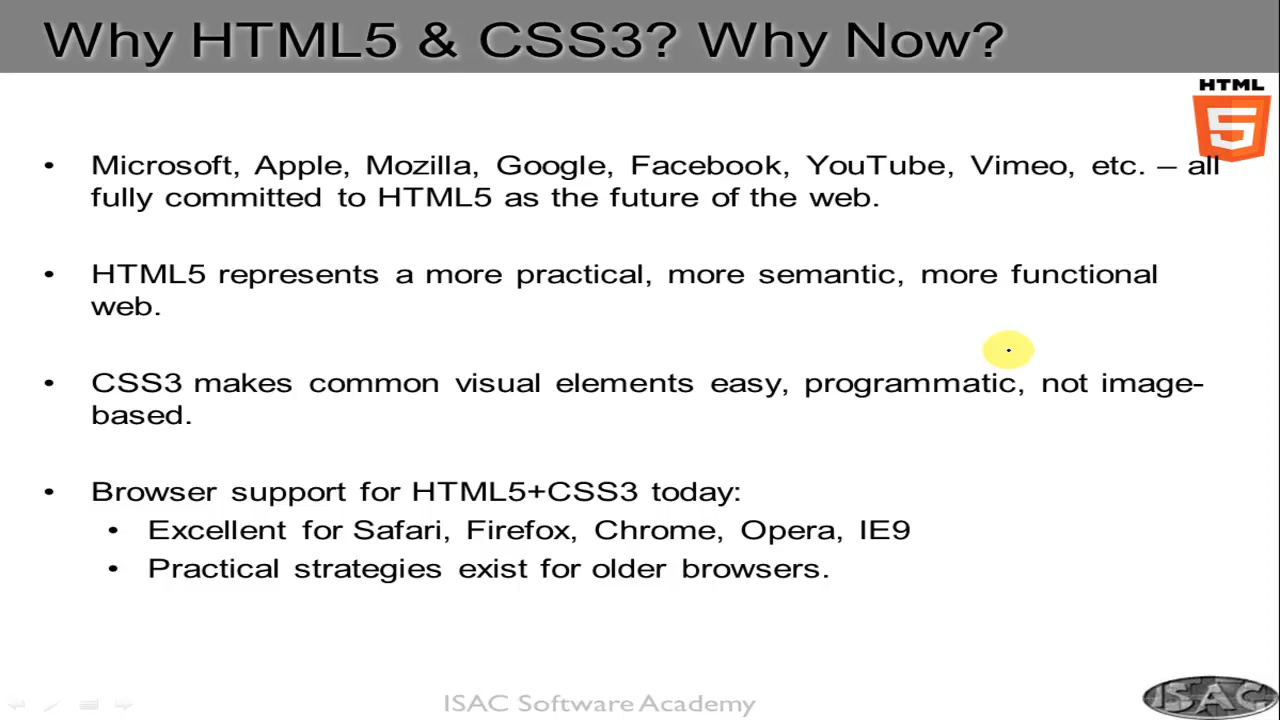 Why HTML5 & CSS3? Why Now?
HTML
5
• Microsoft, Apple, Mozilla, Google, Facebook, YouTube, Vimeo, etc. – all
fully committed to HTML5 as the future of the web.
• HTML5 represents a more practical, more semantic, more functional
web.
• CSS3 makes common visual elements easy, programmatic, not image-
based.
• Browser support for HTML5+CSS3 today:
• Excellent for Safari, Firefox, Chrome, Opera, IE9
• Practical strategies exist for older browsers.
ISAC Software Academy
ISAC